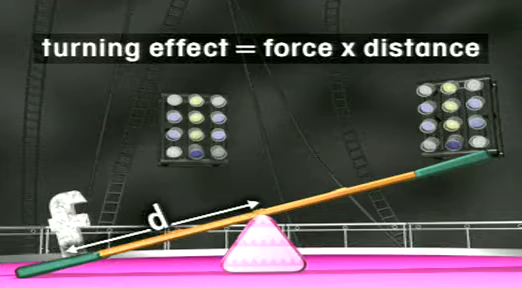 turning effect = force x distance
d